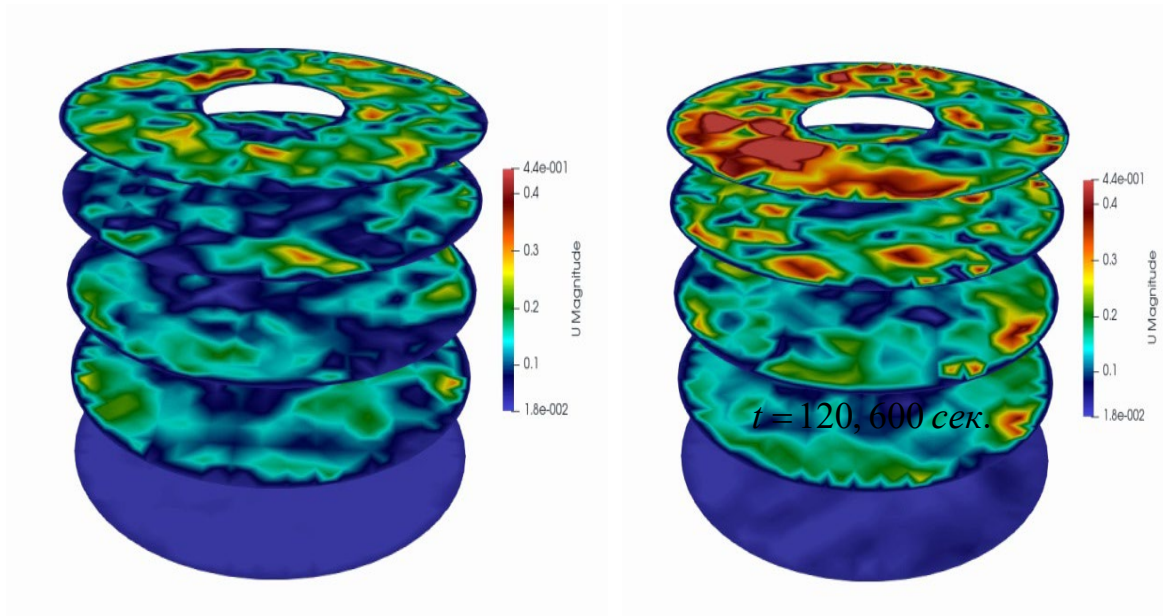 4.4e-001
0.4
0.3
0.2
0.1
1.8e-002
U Magnitude
4.4e-001
0.4
0.3
0.2
0.1
1.8e-002
U Magnitude
t = 120, 600 сек.